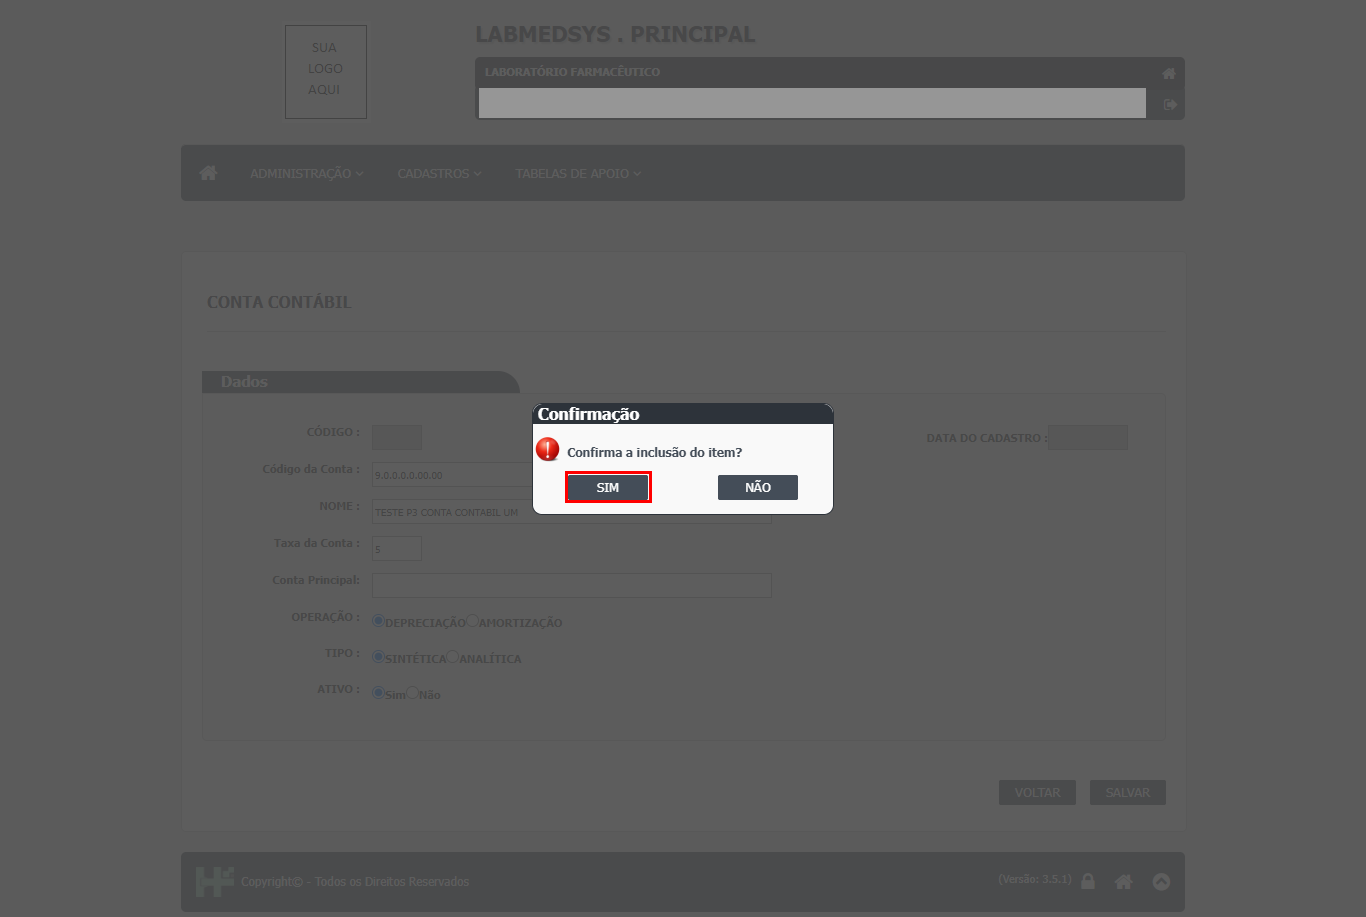 SUA
LOGO
AQUI
LABMEDSYS . PRINCIPAL
LABORATÓRIO FARMACÊUTICO
ADMINISTRAÇÃO CADASTROS TABELAS DE APOIO
CONTA CONTÁBIL
Dados
CÓDIGO :
DATA DO CADASTRO :
Código da Conta : 9.0.0.0.0.00.00
NOME : TESTE P3 CONTA CONTABIL UM
Taxa da Conta : 5
Conta Principal:
OPERAÇÃO : DEPRECIAÇÃO AMORTIZAÇÃO
TIPO : SINTÉTICA ANALÍTICA
ATIVO : Sim Não
Confirmação
Confirma a inclusão do item?
SIM NÃO
VOLTAR SALVAR
Copyright© - Todos os Direitos Reservados
(Versão: 3.5.1)